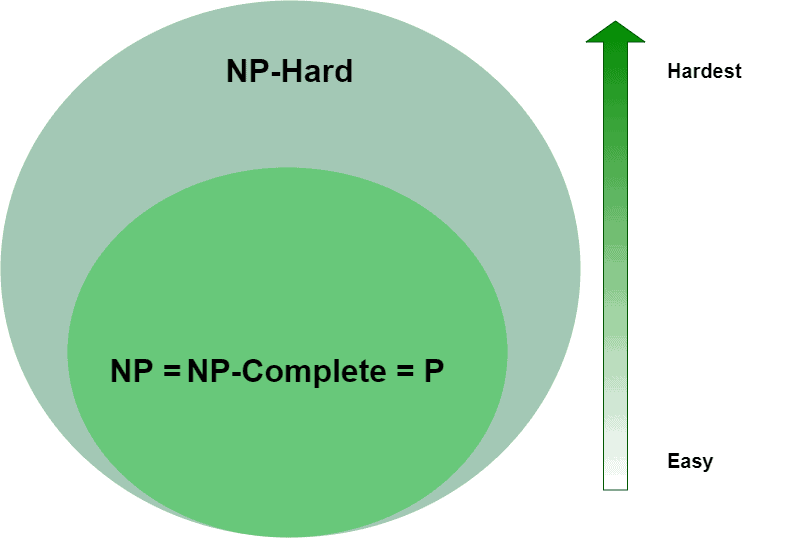 NP-Hard
Hardest
NP = NP-Complete = P
Easy